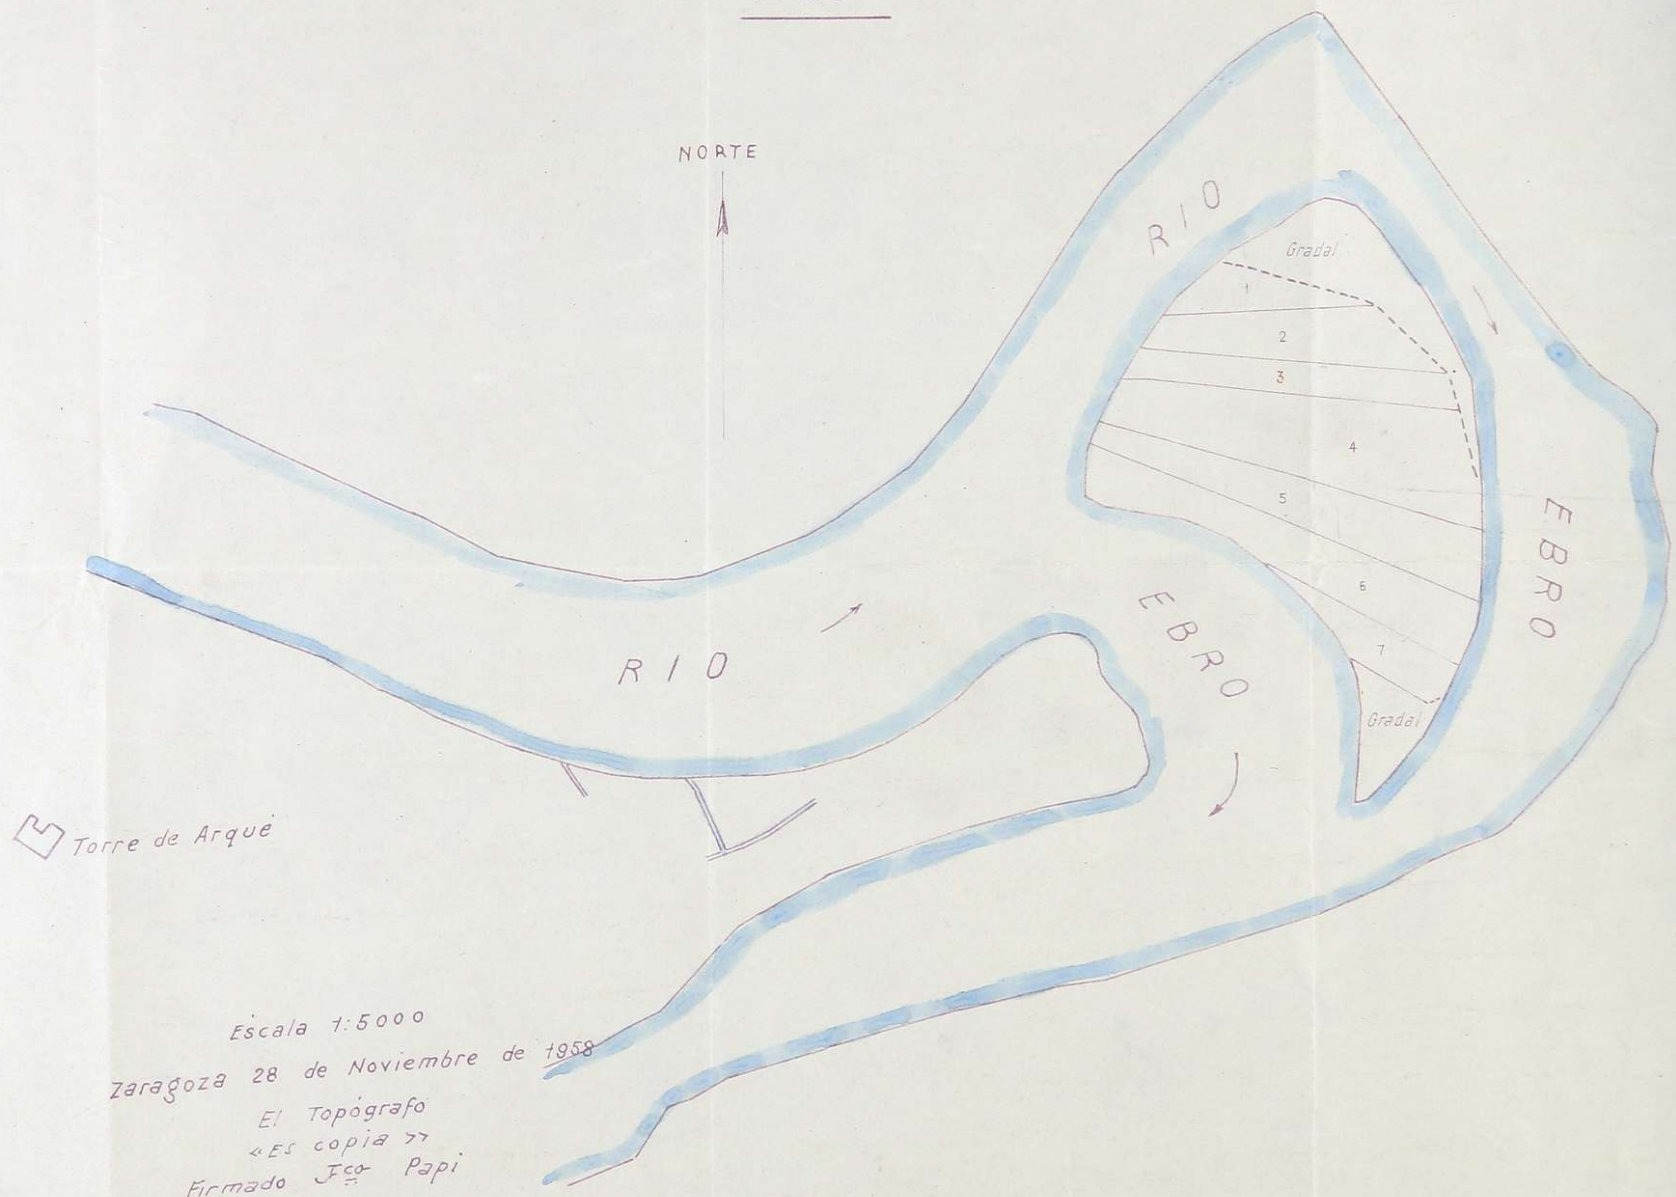 NORTE
RIO
Gradal
1
2
3
4
5
6
7
Gradal
EBRO
EBRO
RIO
Torre de Arqué
Escala 1:5000
Zaragoza 28 de Noviembre de 1958
El Topógrafo
«Es copia»
Firmado Fco Papi